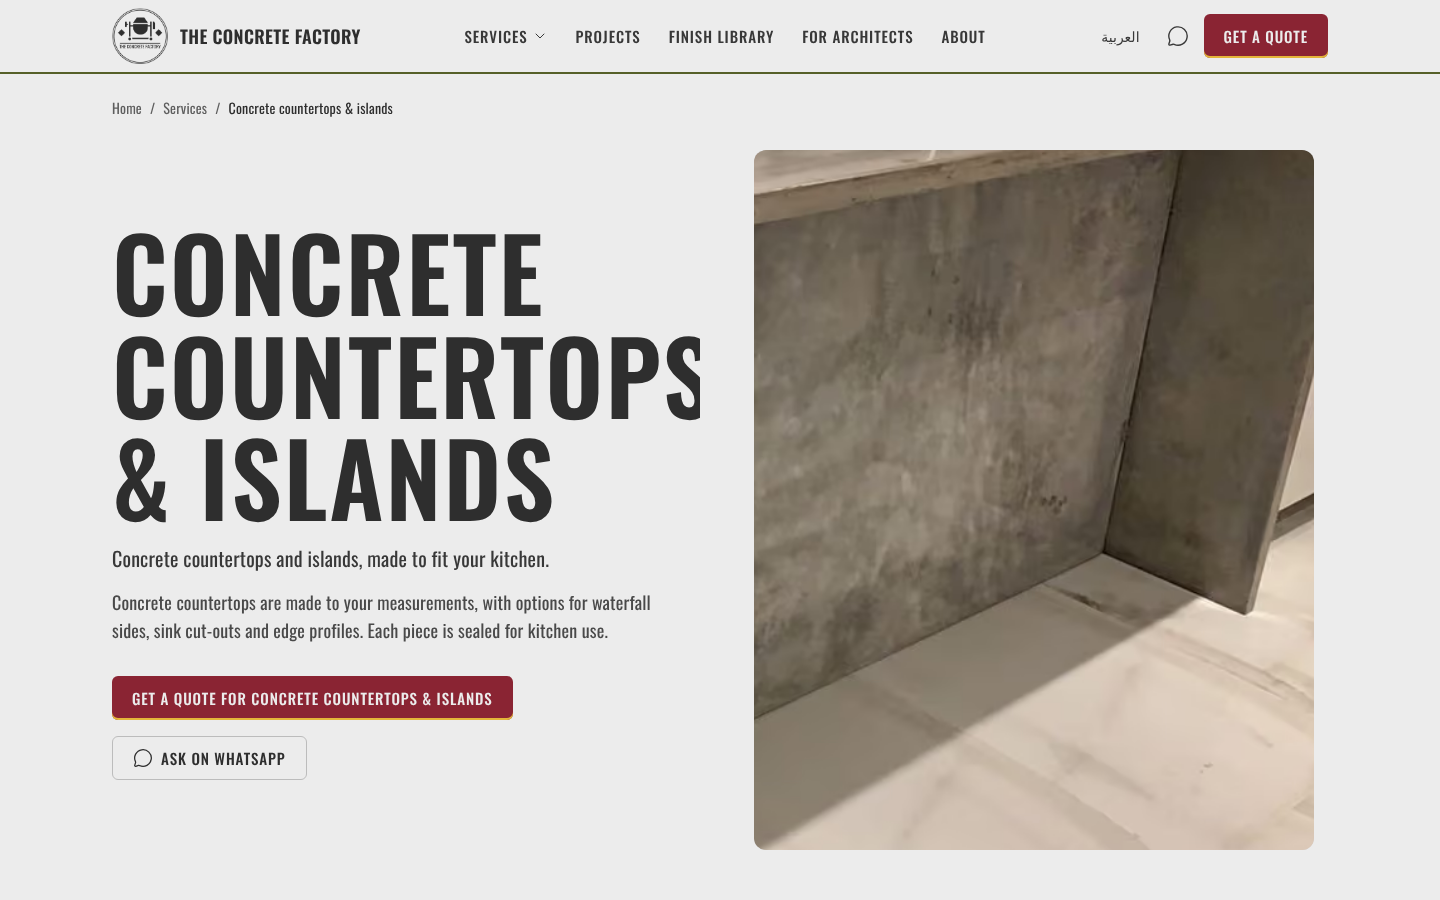 THE CONCRETE FACTORY
THE CONCRETE FACTORY
SERVICES
PROJECTS
FINISH LIBRARY
FOR ARCHITECTS
ABOUT
العربية
GET A QUOTE
Home / Services / Concrete countertops & islands
CONCRETE
COUNTERTOPS
& ISLANDS
Concrete countertops and islands, made to fit your kitchen.
Concrete countertops are made to your measurements, with options for waterfall
sides, sink cut-outs and edge profiles. Each piece is sealed for kitchen use.
GET A QUOTE FOR CONCRETE COUNTERTOPS & ISLANDS
ASK ON WHATSAPP